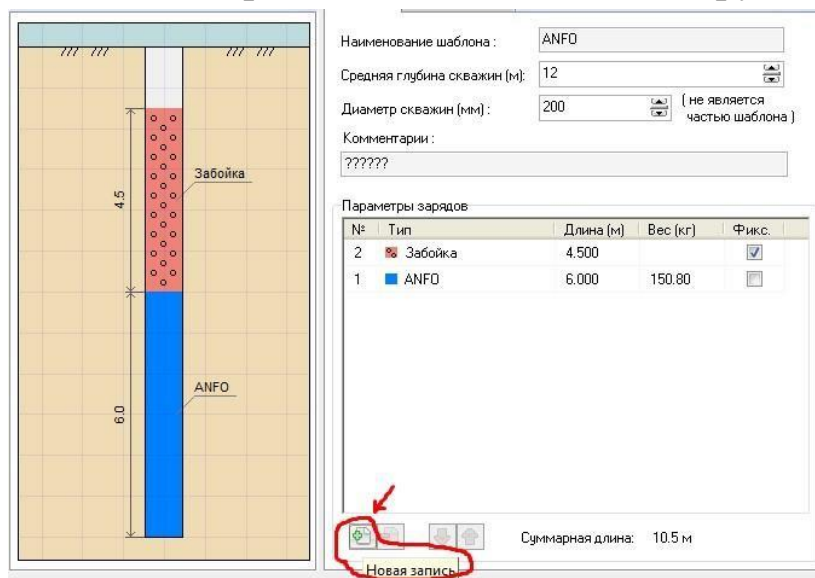 Забойка
4.5
ANFO
6.0
Наименование шаблона : ANFO
Средняя глубина скважин (м): 12
Диаметр скважин (мм) : 200 ( не является
частью шаблона )
Комментарии :
??????
Параметры зарядов
№ Тип Длина (м) Вес (кг) Фикс.
2 Забойка 4.500
1 ANFO 6.000 150.80
Суммарная длина: 10.5 м
Новая запись